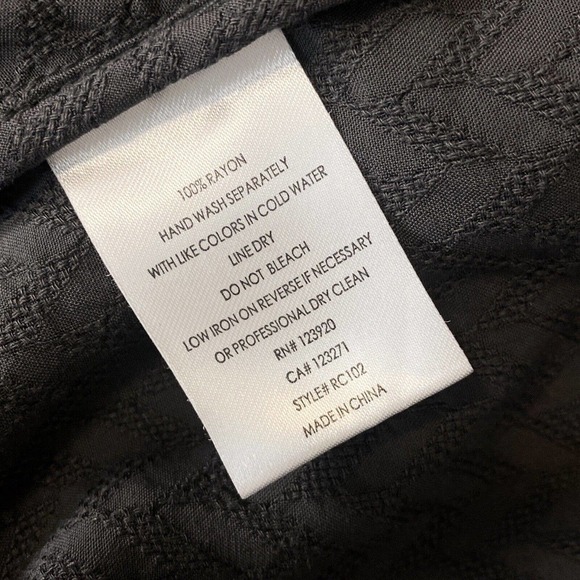 100% RAYON
HAND WASH SEPARATELY
WITH LIKE COLORS IN COLD WATER
LINE DRY
DO NOT BLEACH
LOW IRON ON REVERSE IF NECESSARY
OR PROFESSIONAL DRY CLEAN
RN# 123920
CA# 123271
STYLE# RC102
MADE IN CHINA